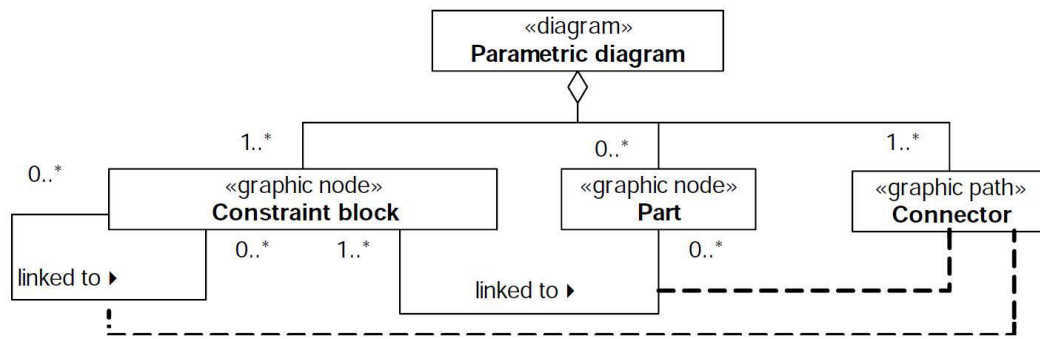 «diagram»
Parametric diagram
1..*
0..*
1..*
0..*
«graphic node»
Constraint block
«graphic node»
Part
«graphic path»
Connector
0..*
1..*
0..*
linked to
linked to